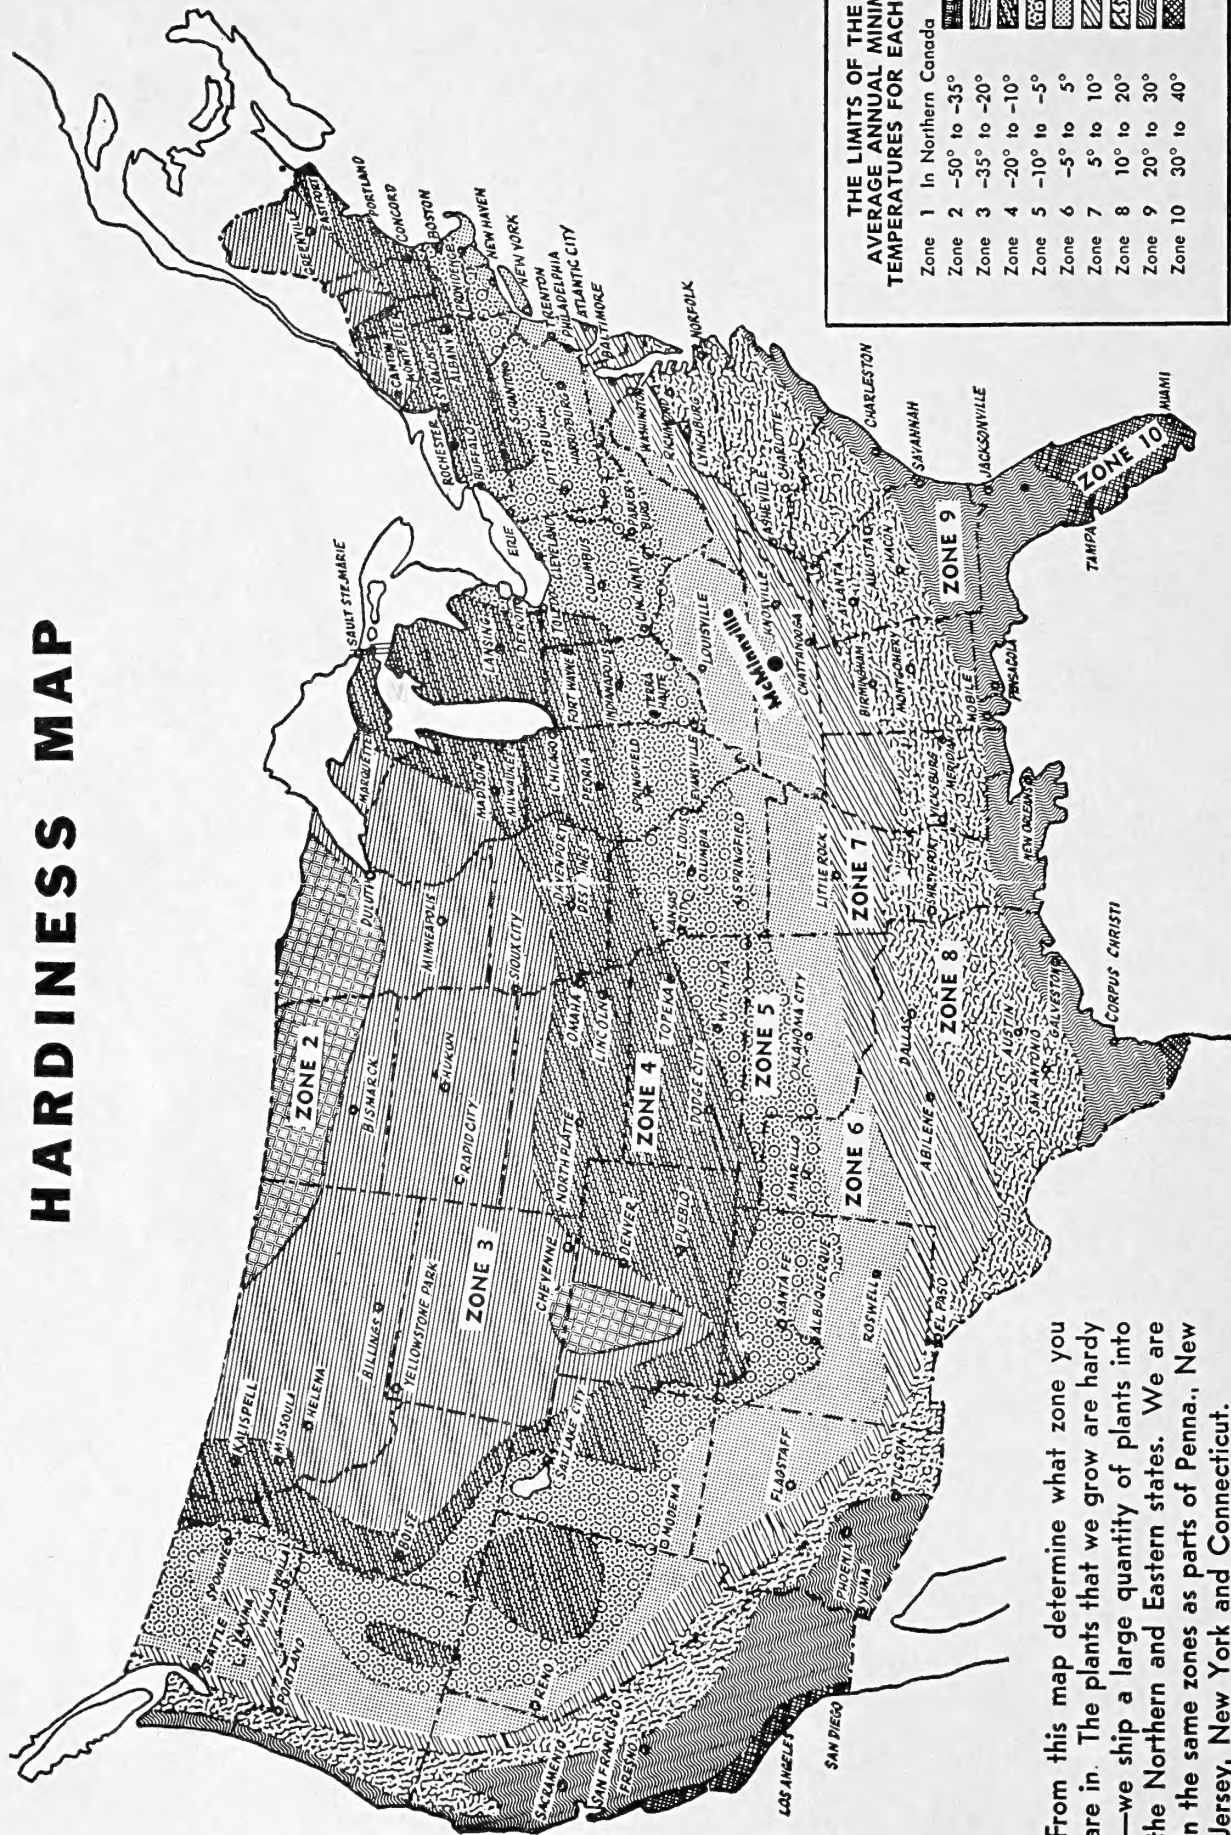 HARDINESS MAP
SEATTLE
SPOKANE
YAKIMA
WALLA WALLA
PORTLAND
KALISPELL
MISSOULA
HELENA
BILLINGS
YELLOWSTONE PARK
BOISE
ZONE 2
BISMARCK
HURON
RAPID CITY
ZONE 3
DULUTH
MINNEAPOLIS
SIOUX CITY
MARQUETTE
SAULT STE. MARIE
MADISON
MILWAUKEE
LANSING
DETROIT
CHICAGO
PEORIA
DAVENPORT
DES MOINES
OMAHA
LINCOLN
NORTH PLATTE
CHEYENNE
DENVER
PUEBLO
ZONE 4
TOPEKA
DODGE CITY
WITCHITA
KANSAS
ST. LOUIS
COLUMBIA
SPRINGFIELD
SPRINGFIELD
EVANSVILLE
TERRA HAUTE
INDIANAPOLIS
FORT WAYNE
TOLEDO
CLEVELAND
COLUMBUS
CINCINNATI
LOUISVILLE
PARKERBURG
PITTSBURGH
HARRISBURG
SCRANTON
ERIE
BUFFALO
ROCHESTER
SYRACUSE
ALBANY
CANTON
MONTPELIER
GREENVILLE
EASTPORT
PORTLAND
CONCORD
BOSTON
PROVIDENCE
NEW HAVEN
NEW YORK
TRENTON
PHILADELPHIA
ATLANTIC CITY
BALTIMORE
WASHINGTON
RICHMOND
NORFOLK
LYNCHBURG
CHARLOTTE
ASHEVILLE
KNOXVILLE
McMinnville
CHATTANOOGA
ATLANTA
AUGUSTA
MACON
BIRMINGHAM
MONTGOMERY
MOBILE
PENSACOLA
CHARLESTON
SAVANNAH
JACKSONVILLE
ZONE 9
ZONE 10
TAMPA
MIAMI
RENO
SALT LAKE CITY
MODENA
FLAGSTAFF
SACRAMENTO
SAN FRANCISCO
FRESNO
LOS ANGELES
SAN DIEGO
PHOENIX
YUMA
TUCSON
SANTA FE
ALBUQUERQUE
ROSWELL
EL PASO
AMARILLO
ZONE 5
OKLAHOMA CITY
ZONE 6
ABILENE
DALLAS
LITTLE ROCK
ZONE 7
SHREVEPORT
VICKSBURG
MERIDIAN
ZONE 8
AUSTIN
SAN ANTONIO
GALVESTON
NEW ORLEANS
CORPUS CHRISTI
From this map determine what zone you
are in. The plants that we grow are hardy
—we ship a large quantity of plants into
the Northern and Eastern states. We are
n the same zones as parts of Penna., New
Jersey, New York and Connecticut.
THE LIMITS OF THE
AVERAGE ANNUAL MINI
TEMPERATURES FOR EACH
Zone 1 In Northern Canada
Zone 2 -50° to -35°
Zone 3 -35° to -20°
Zone 4 -20° to -10°
Zone 5 -10° to -5°
Zone 6 -5° to 5°
Zone 7 5° to 10°
Zone 8 10° to 20°
Zone 9 20° to 30°
Zone 10 30° to 40°